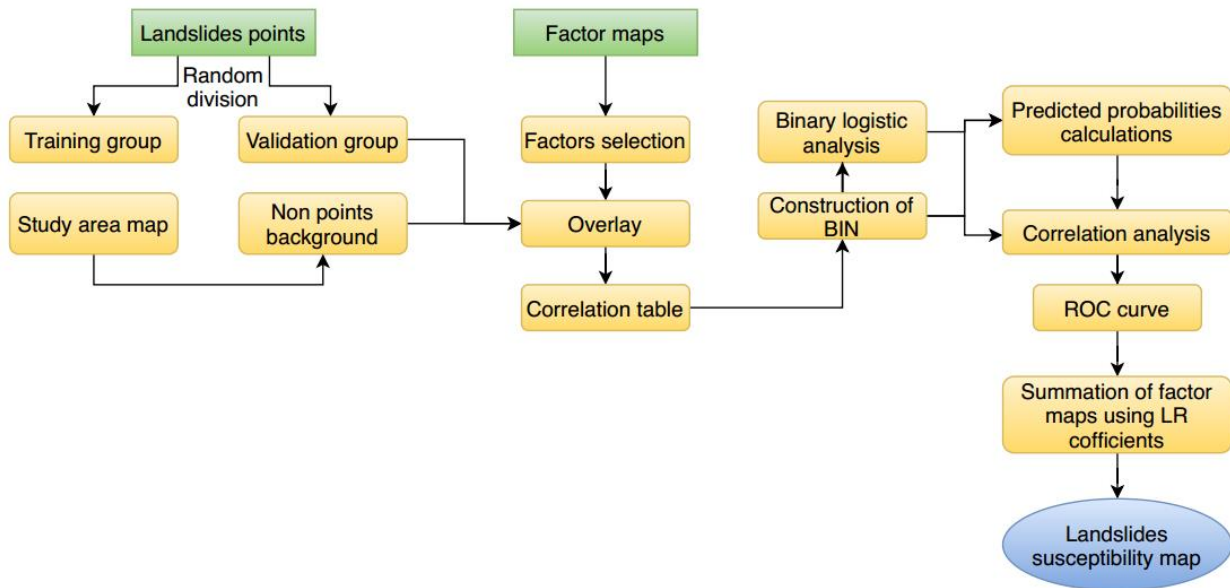 Landslides points
Random
division
Training group
Validation group
Study area map
Non points
background
Factor maps
Factors selection
Overlay
Correlation table
Binary logistic
analysis
Construction of
BIN
Predicted probabilities
calculations
Correlation analysis
ROC curve
Summation of factor
maps using LR
cofficients
Landslides
susceptibility map